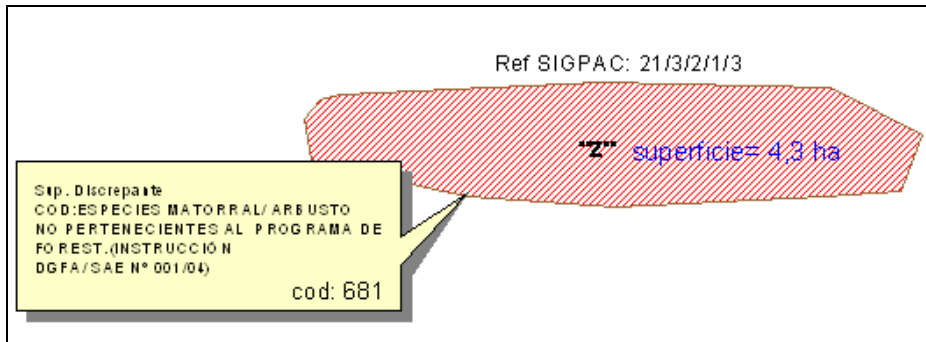 Ref SIGPAC: 21/3/2/1/3
"Z" superficie= 4,3 ha
Sup. Discrepante
COD:ESPECIES MATORRAL/ ARBUSTO
NO PERTENECIENTES AL PROGRAMA DE
FOREST.(INSTRUCCIÓN
DGFA/SAE Nº 001/04)
cod: 681